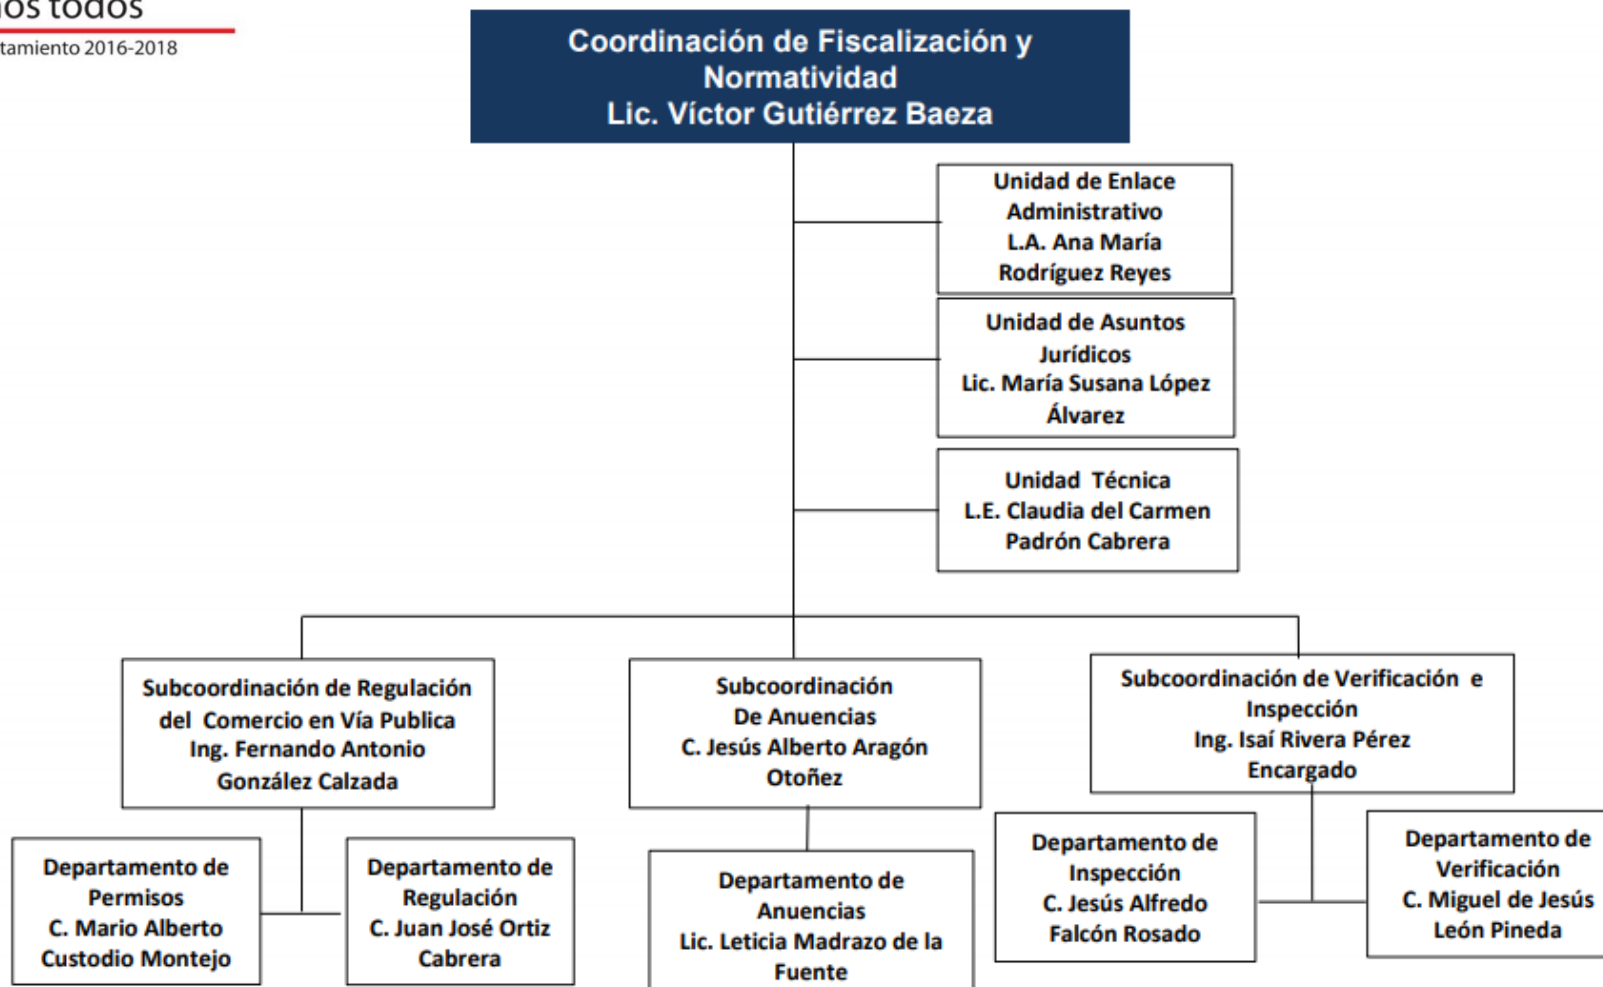 todos
2016-2018
Coordinación de Fiscalización y
Normatividad
Lic. Víctor Gutiérrez Baeza
Unidad de Enlace
Administrativo
L.A. Ana María
Rodríguez Reyes
Unidad de Asuntos
Jurídicos
Lic. María Susana López
Álvarez
Unidad Técnica
L.E. Claudia del Carmen
Padrón Cabrera
Subcoordinación de Regulación
del Comercio en Vía Publica
Ing. Fernando Antonio
González Calzada
Subcoordinación
De Anuencias
C. Jesús Alberto Aragón
Otoñez
Subcoordinación de Verificación e
Inspección
Ing. Isaí Rivera Pérez
Encargado
Departamento de
Permisos
C. Mario Alberto
Custodio Montejo
Departamento de
Regulación
C. Juan José Ortiz
Cabrera
Departamento de
Anuencias
Lic. Leticia Madrazo de la
Fuente
Departamento de
Inspección
C. Jesús Alfredo
Falcón Rosado
Departamento de
Verificación
C. Miguel de Jesús
León Pineda